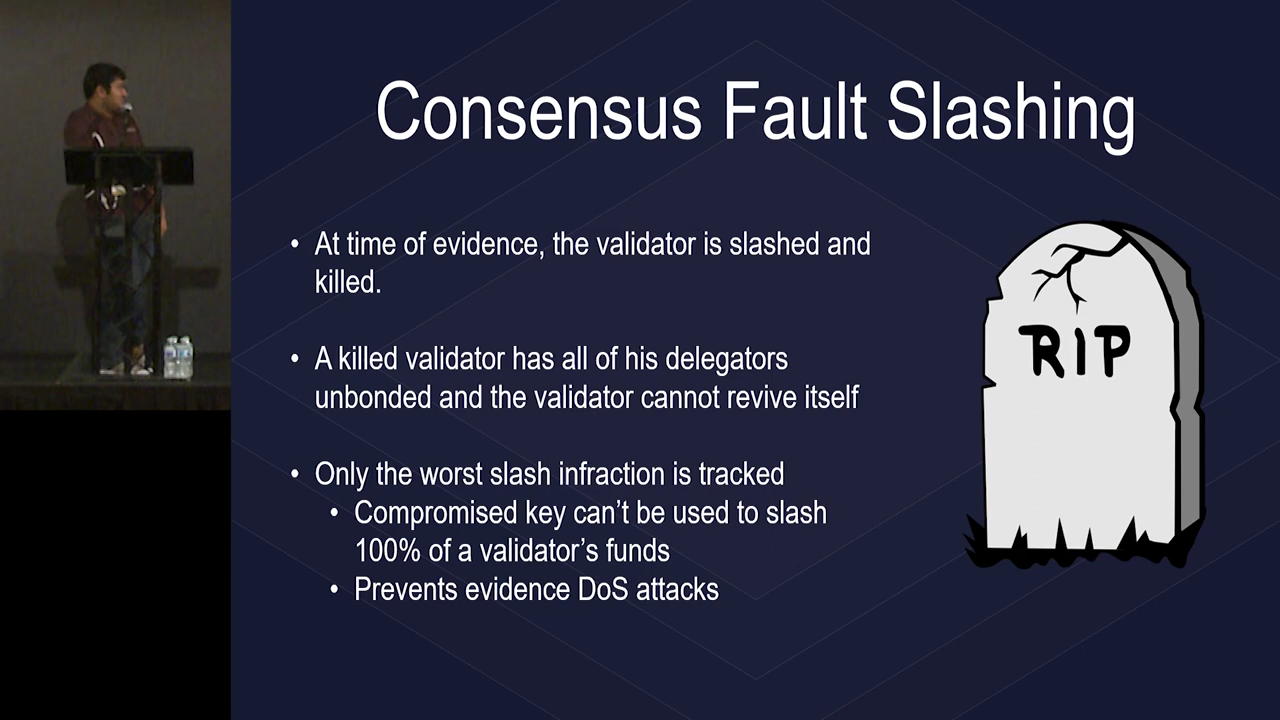 Consensus Fault Slashing
• At time of evidence, the validator is slashed and
killed.
• A killed validator has all of his delegators
unbonded and the validator cannot revive itself
• Only the worst slash infraction is tracked
• Compromised key can’t be used to slash
100% of a validator’s funds
• Prevents evidence DoS attacks
RIP